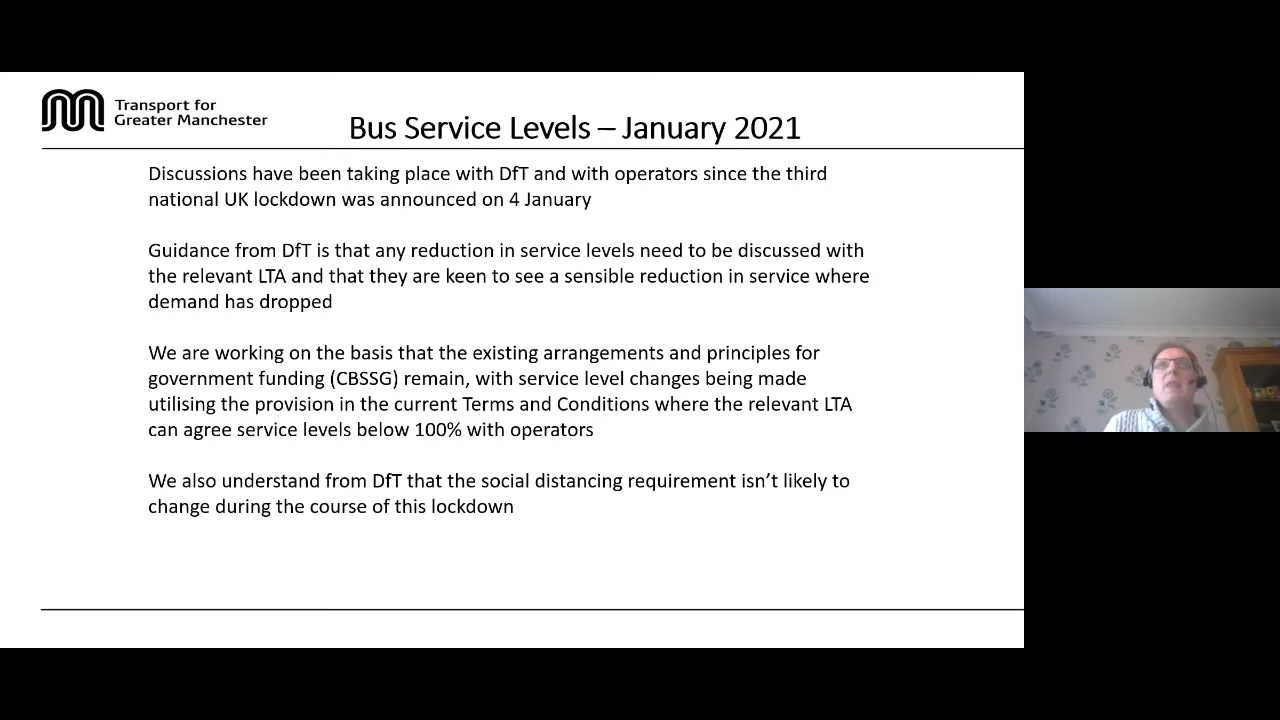 Transport for
Greater Manchester
Bus Service Levels – January 2021
Discussions have been taking place with DfT and with operators since the third
national UK lockdown was announced on 4 January
Guidance from DfT is that any reduction in service levels need to be discussed with
the relevant LTA and that they are keen to see a sensible reduction in service where
demand has dropped
We are working on the basis that the existing arrangements and principles for
government funding (CBSSG) remain, with service level changes being made
utilising the provision in the current Terms and Conditions where the relevant LTA
can agree service levels below 100% with operators
We also understand from DfT that the social distancing requirement isn’t likely to
change during the course of this lockdown